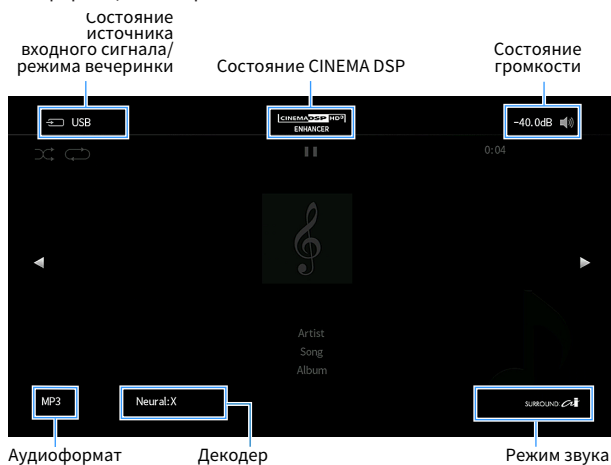 Состояние
источника
входного сигнала/
режима вечеринки
Состояние CINEMA DSP
Состояние
громкости
USB
CINEMA DSP HD³
ENHANCER
-40.0dB
0:04
Artist
Song
Album
MP3
Neural:X
SURROUND: AI
Аудиоформат
Декодер
Режим звука